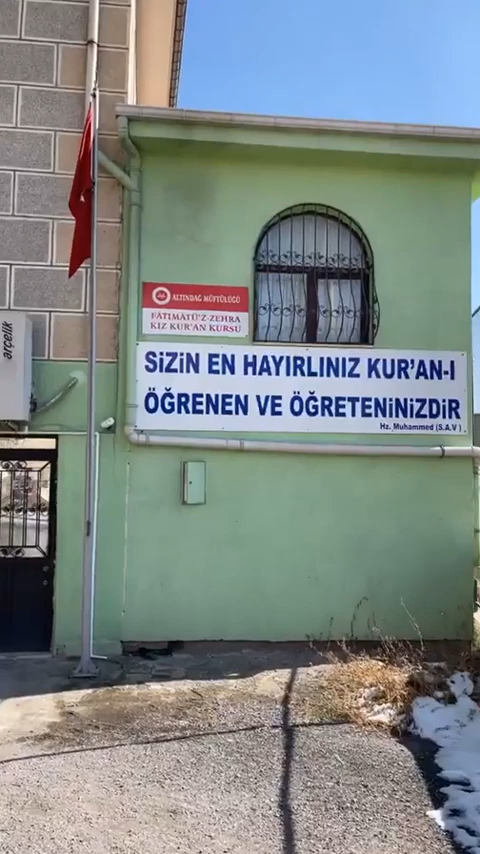 ALTINDAĞ MÜFTÜLÜĞÜ
FÂTIMÂTÜ'Z-ZEHRA
KIZ KUR'AN KURSU
SİZİN EN HAYIRLINIZ KUR'AN-I
ÖĞRENEN VE ÖĞRETENİNİZDİR
Hz. Muhammed (S.A.V)
arçelik